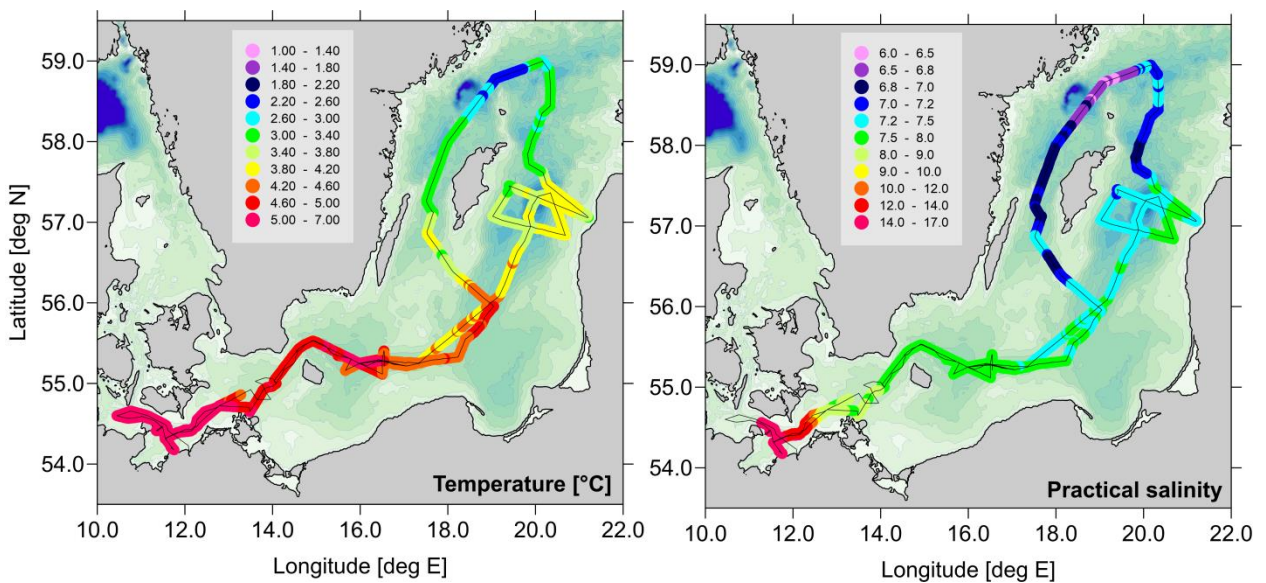 59.0
58.0
57.0
56.0
55.0
54.0
Latitude [deg N]
1.00 - 1.40
1.40 - 1.80
1.80 - 2.20
2.20 - 2.60
2.60 - 3.00
3.00 - 3.40
3.40 - 3.80
3.80 - 4.20
4.20 - 4.60
4.60 - 5.00
5.00 - 7.00
Temperature [°C]
10.0 12.0 14.0 16.0 18.0 20.0 22.0
Longitude [deg E]
59.0
58.0
57.0
56.0
55.0
54.0
6.0 - 6.5
6.5 - 6.8
6.8 - 7.0
7.0 - 7.2
7.2 - 7.5
7.5 - 8.0
8.0 - 9.0
9.0 - 10.0
10.0 - 12.0
12.0 - 14.0
14.0 - 17.0
Practical salinity
10.0 12.0 14.0 16.0 18.0 20.0 22.0
Longitude [deg E]